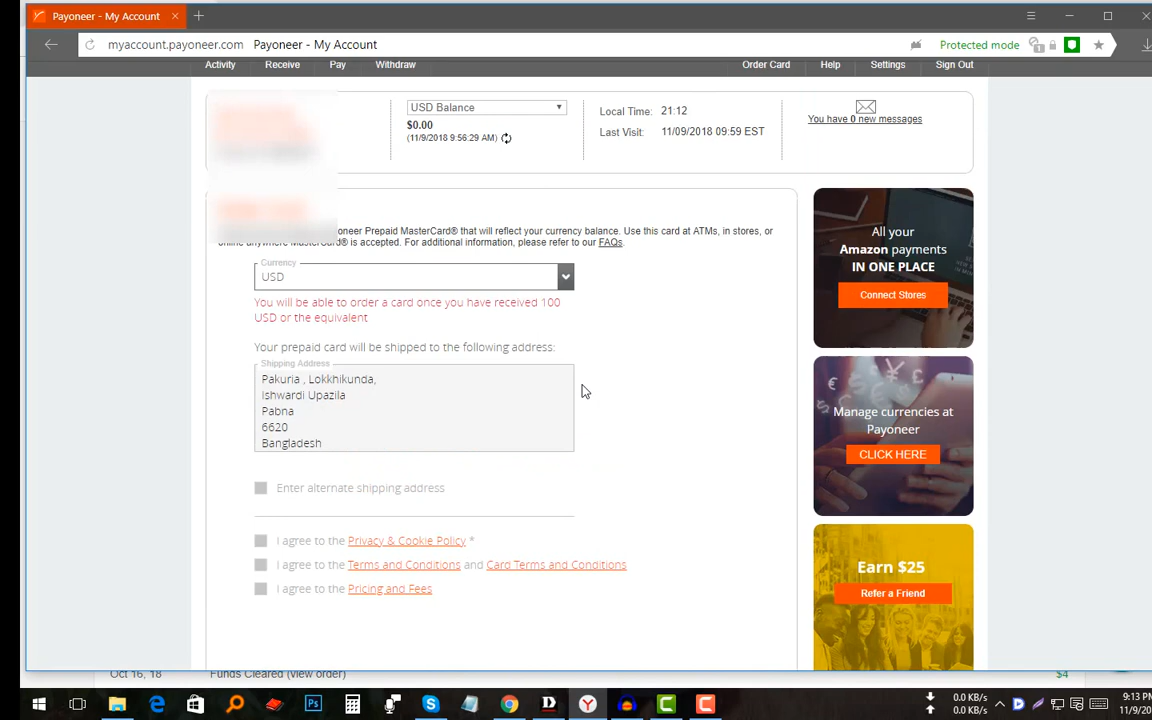 Payoneer - My Account
myaccount.payoneer.com Payoneer - My Account
Protected mode
Activity Receive Pay Withdraw Order Card Help Settings Sign Out
USD Balance
$0.00
(11/9/2018 9:56:29 AM)
Local Time: 21:12
Last Visit: 11/09/2018 09:59 EST
You have 0 new messages
oneer Prepaid MasterCard® that will reflect your currency balance. Use this card at ATMs, in stores, or
online anywhere MasterCard® is accepted. For additional information, please refer to our FAQs.
Currency
USD
You will be able to order a card once you have received 100
USD or the equivalent
Your prepaid card will be shipped to the following address:
Shipping Address
Pakuria , Lokkhikunda,
Ishwardi Upazila
Pabna
6620
Bangladesh
Enter alternate shipping address
I agree to the Privacy & Cookie Policy *
I agree to the Terms and Conditions and Card Terms and Conditions
I agree to the Pricing and Fees
All your
Amazon payments
IN ONE PLACE
Connect Stores
Manage currencies at
Payoneer
CLICK HERE
Earn $25
Refer a Friend
Oct 16, 18 Funds Cleared (view order) $4
0.0 KB/s
0.0 KB/s
9:13 PM
11/9/20